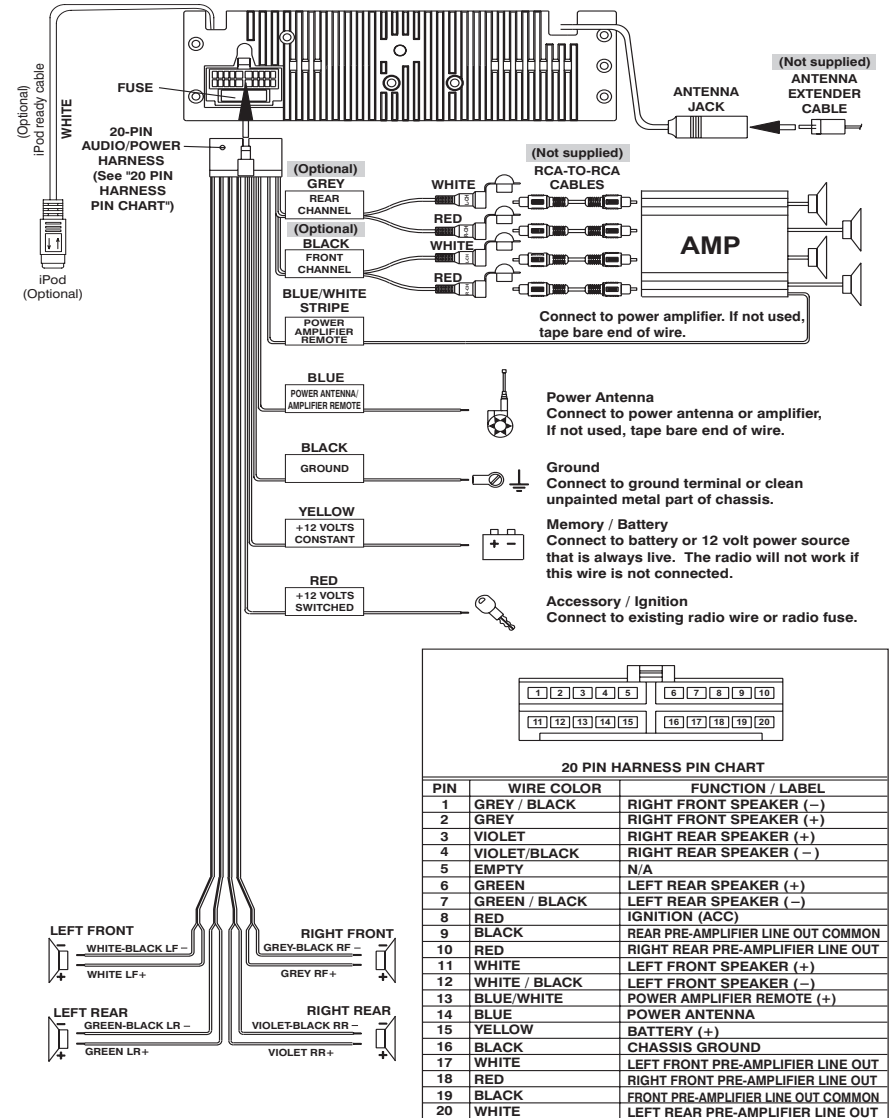 (Optional)
iPod ready cable
WHITE
iPod
(Optional)
FUSE
20-PIN
AUDIO/POWER
HARNESS
(See "20 PIN
HARNESS
PIN CHART")
ANTENNA
JACK
(Not supplied)
ANTENNA
EXTENDER
CABLE
(Optional)
GREY
REAR
CHANNEL
(Optional)
BLACK
FRONT
CHANNEL
WHITE
L-CH
RED
R-CH
WHITE
L-CH
RED
R-CH
(Not supplied)
RCA-TO-RCA
CABLES
AMP
BLUE/WHITE
STRIPE
POWER
AMPLIFIER
REMOTE
Connect to power amplifier. If not used,
tape bare end of wire.
BLUE
POWER ANTENNA/
AMPLIFIER REMOTE
Power Antenna
Connect to power antenna or amplifier,
If not used, tape bare end of wire.
BLACK
GROUND
Ground
Connect to ground terminal or clean
unpainted metal part of chassis.
YELLOW
+12 VOLTS
CONSTANT
+ −
Memory / Battery
Connect to battery or 12 volt power source
that is always live. The radio will not work if
this wire is not connected.
RED
+12 VOLTS
SWITCHED
Accessory / Ignition
Connect to existing radio wire or radio fuse.
1 2 3 4 5 6 7 8 9 10
11 12 13 14 15 16 17 18 19 20
20 PIN HARNESS PIN CHART
PIN WIRE COLOR FUNCTION / LABEL
1 GREY / BLACK RIGHT FRONT SPEAKER (−)
2 GREY RIGHT FRONT SPEAKER (+)
3 VIOLET RIGHT REAR SPEAKER (+)
4 VIOLET/BLACK RIGHT REAR SPEAKER ( − )
5 EMPTY N/A
6 GREEN LEFT REAR SPEAKER (+)
7 GREEN / BLACK LEFT REAR SPEAKER (−)
8 RED IGNITION (ACC)
9 BLACK REAR PRE-AMPLIFIER LINE OUT COMMON
10 RED RIGHT REAR PRE-AMPLIFIER LINE OUT
11 WHITE LEFT FRONT SPEAKER (+)
12 WHITE / BLACK LEFT FRONT SPEAKER (−)
13 BLUE/WHITE POWER AMPLIFIER REMOTE (+)
14 BLUE POWER ANTENNA
15 YELLOW BATTERY (+)
16 BLACK CHASSIS GROUND
17 WHITE LEFT FRONT PRE-AMPLIFIER LINE OUT
18 RED RIGHT FRONT PRE-AMPLIFIER LINE OUT
19 BLACK FRONT PRE-AMPLIFIER LINE OUT COMMON
20 WHITE LEFT REAR PRE-AMPLIFIER LINE OUT
LEFT FRONT
− WHITE-BLACK LF −
+ WHITE LF+
RIGHT FRONT
GREY-BLACK RF − −
GREY RF+ +
LEFT REAR
− GREEN-BLACK LR −
+ GREEN LR+
RIGHT REAR
VIOLET-BLACK RR − −
VIOLET RR+ +